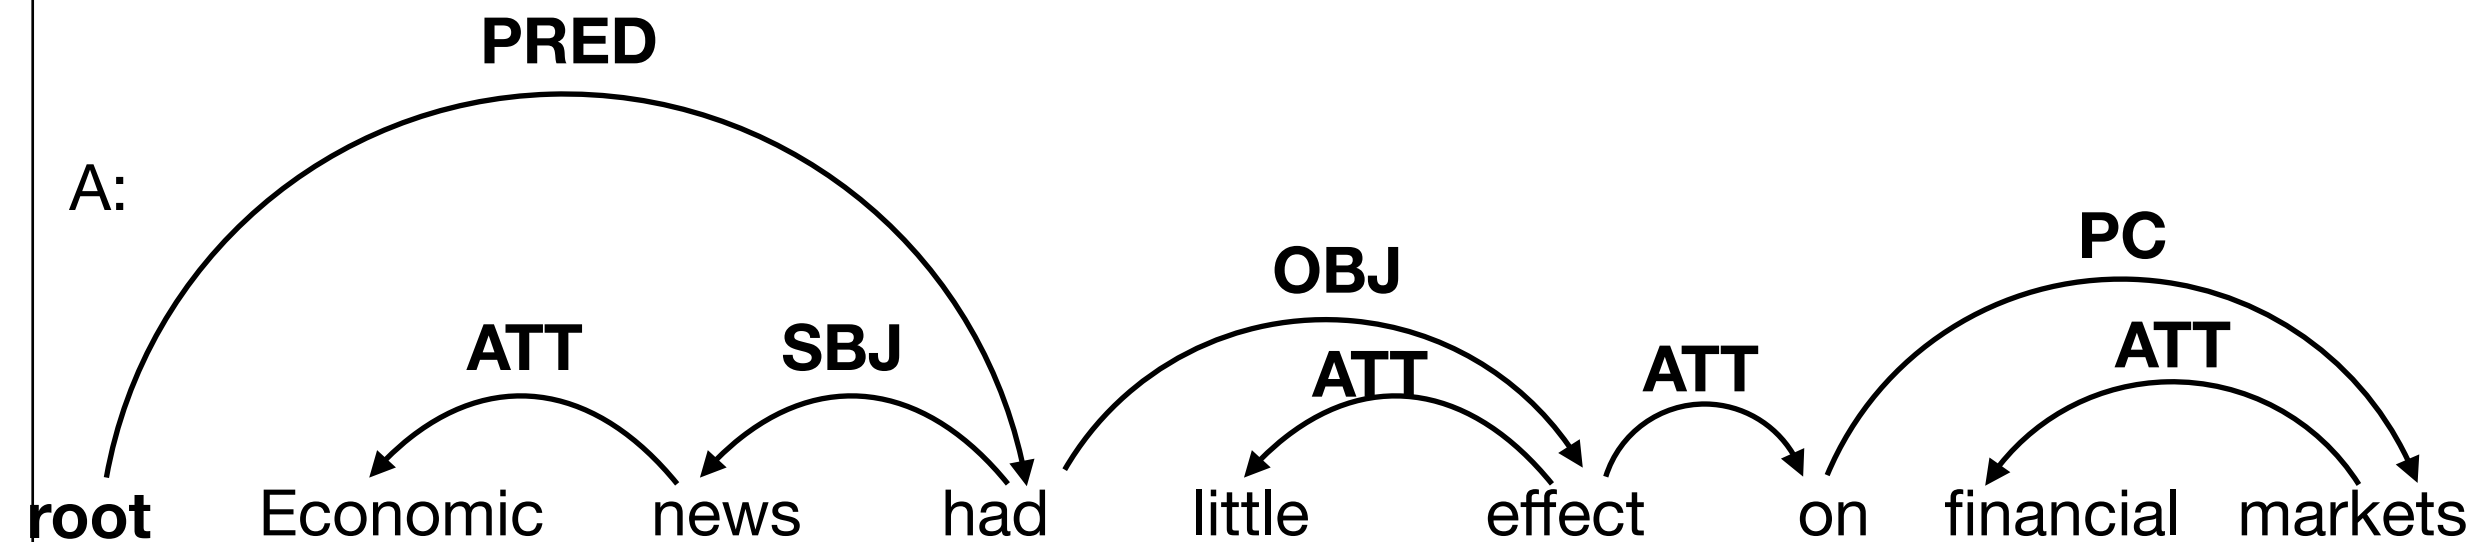 PRED
A:
OBJ
PC
ATT SBJ ATT ATT ATT
root Economic news had little effect on financial markets